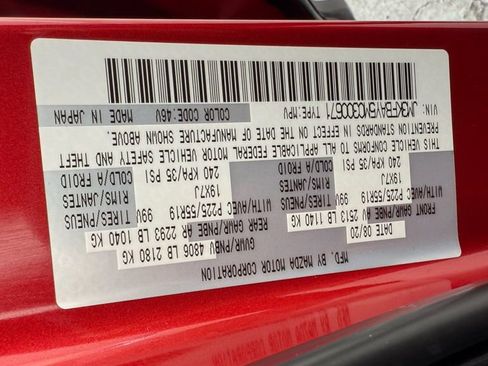 MFD. BY MAZDA MOTOR CORPORATION
DATE 08/20 GVWR/PNBV 4806 LB 2180 KG
FRONT GAWR/PNBE AV 2513 LB 1140 KG REAR GAWR/PNBE AR 2293 LB 1040 KG
WITH/AVEC P225/55R19 99V TIRES/PNEUS WITH/AVEC P225/55R19 99V TIRES/PNEUS
19X7J RIMS/JANTES 19X7J RIMS/JANTES
240 KPA/35 PSI COLD/A FROID 240 KPA/35 PSI COLD/A FROID
THIS VEHICLE CONFORMS TO ALL APPLICABLE FEDERAL MOTOR VEHICLE SAFETY AND THEFT
PREVENTION STANDARDS IN EFFECT ON THE DATE OF MANUFACTURE SHOWN ABOVE.
VIN: TYPE:MPV COLOR CODE:46V MADE IN JAPAN